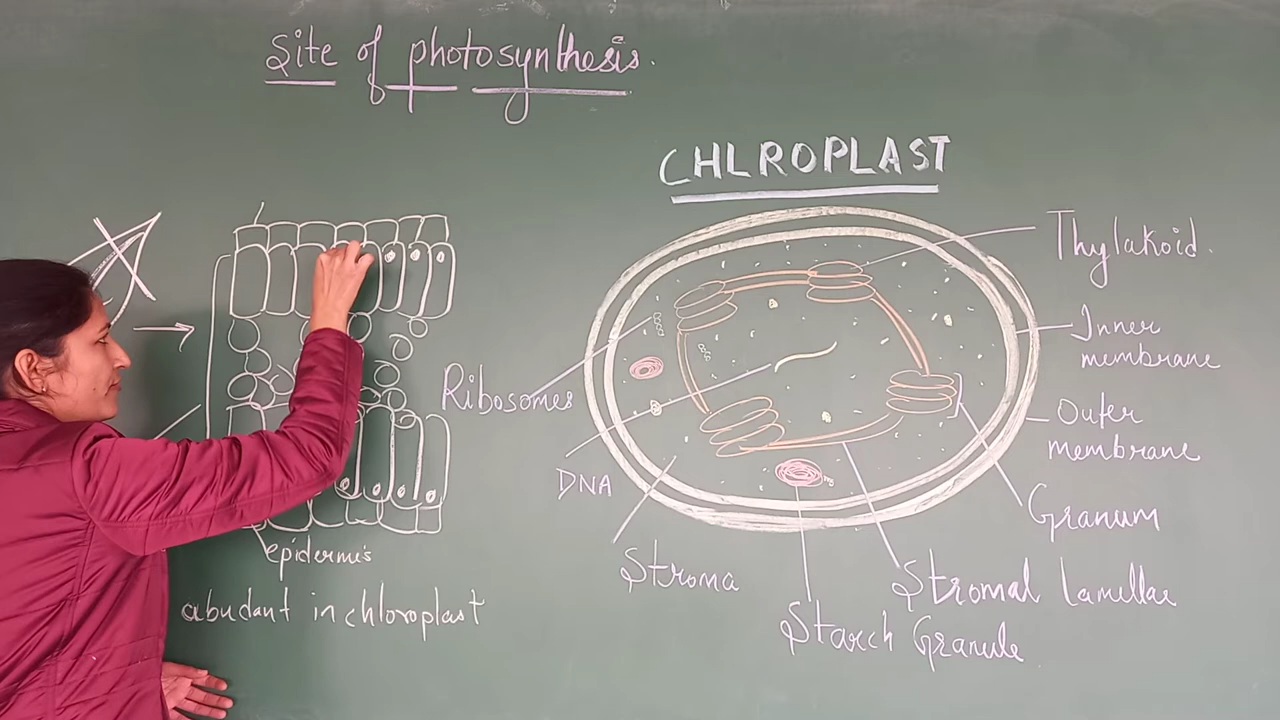 Site of photosynthesis.
CHLROPLAST
Thylakoid.
Inner
membrane
Ribosomes
Outer
membrane
DNA
Granum
epidermis
Stroma
Stromal lamellae
abudant in chloroplast
Starch Granule